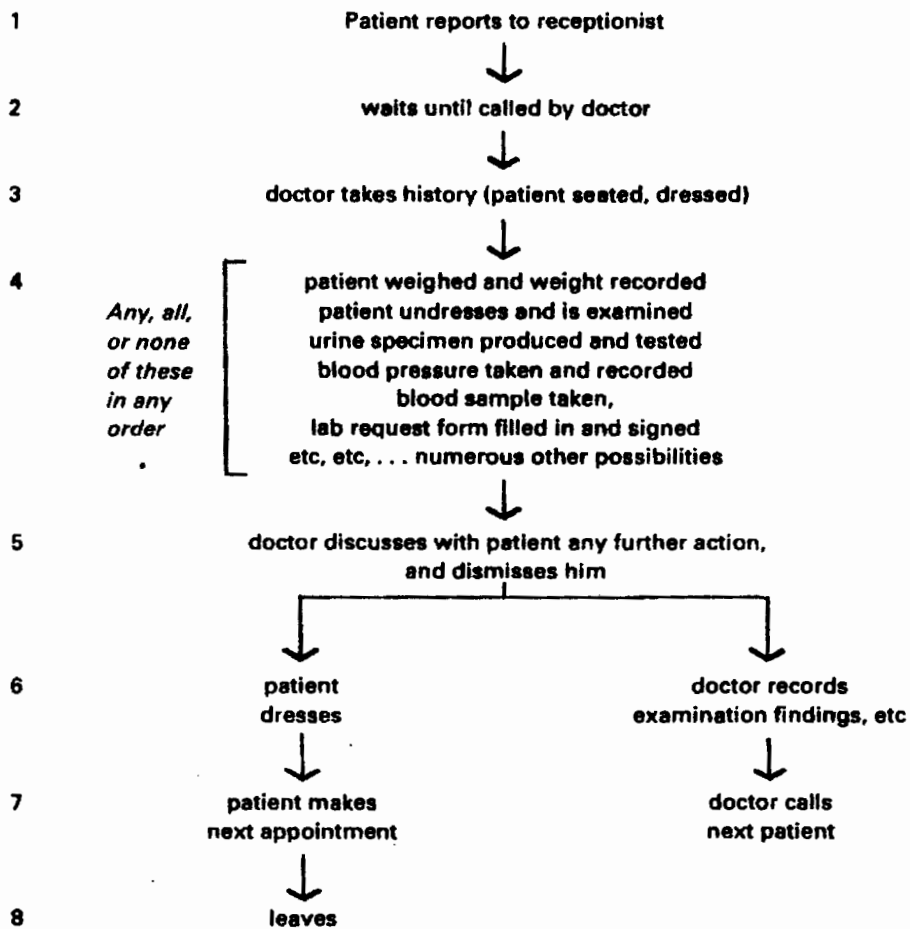 1 Patient reports to receptionist
2 waits until called by doctor
3 doctor takes history (patient seated, dressed)
4 patient weighed and weight recorded
Any, all, patient undresses and is examined
or none urine specimen produced and tested
of these blood pressure taken and recorded
in any blood sample taken,
order lab request form filled in and signed
etc, etc, ... numerous other possibilities
5 doctor discusses with patient any further action,
and dismisses him
6 patient doctor records
dresses examination findings, etc
7 patient makes doctor calls
next appointment next patient
8 leaves